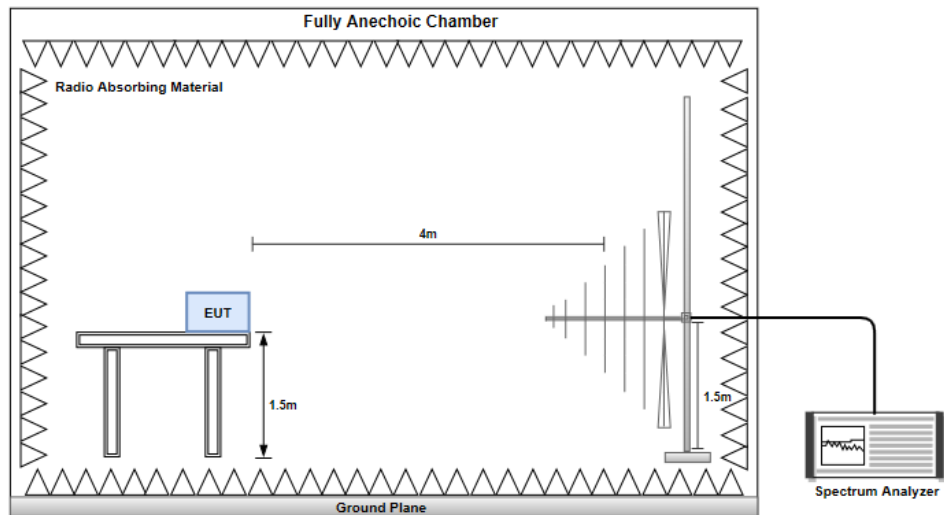 Fully Anechoic Chamber
Radio Absorbing Material
4m
EUT
1.5m
1.5m
Spectrum Analyzer
Ground Plane